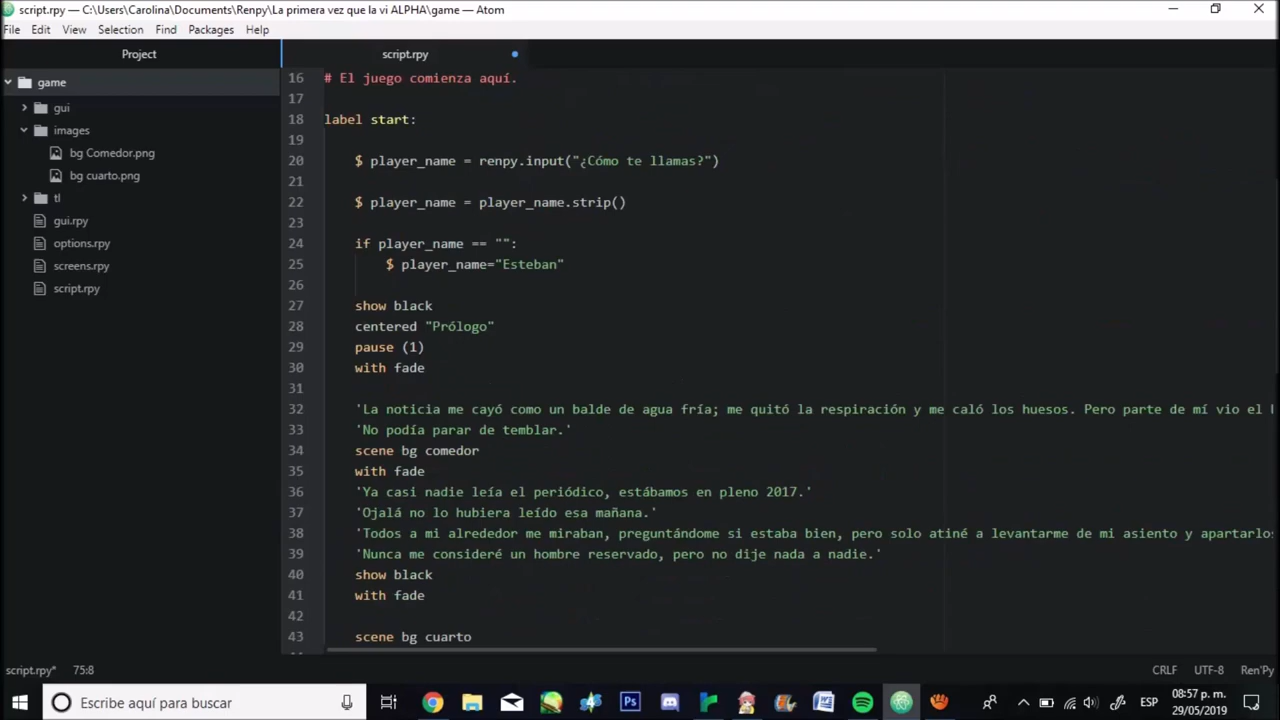 script.rpy — C:\Users\Carolina\Documents\Renpy\La primera vez que la vi ALPHA\game — Atom
File Edit View Selection Find Packages Help
Project
script.rpy
game
gui
images
bg Comedor.png
bg cuarto.png
tl
gui.rpy
options.rpy
screens.rpy
script.rpy
16 # El juego comienza aquí.
17
18 label start:
19
20 $ player_name = renpy.input("¿Cómo te llamas?")
21
22 $ player_name = player_name.strip()
23
24 if player_name == "":
25 $ player_name="Esteban"
26
27 show black
28 centered "Prólogo"
29 pause (1)
30 with fade
31
32 'La noticia me cayó como un balde de agua fría; me quitó la respiración y me caló los huesos. Pero parte de mí vio el
33 'No podía parar de temblar.'
34 scene bg comedor
35 with fade
36 'Ya casi nadie leía el periódico, estábamos en pleno 2017.'
37 'Ojalá no lo hubiera leído esa mañana.'
38 'Todos a mi alrededor me miraban, preguntándome si estaba bien, pero solo atiné a levantarme de mi asiento y apartarlos
39 'Nunca me consideré un hombre reservado, pero no dije nada a nadie.'
40 show black
41 with fade
42
43 scene bg cuarto
script.rpy* 75:8
CRLF UTF-8 Ren'Py
Escribe aquí para buscar
Ps
ESP
08:57 p. m.
29/05/2019